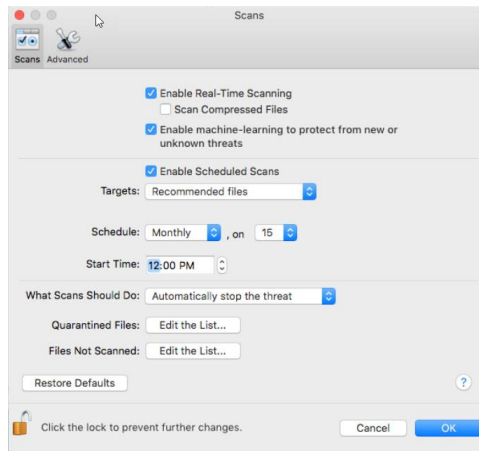 Scans
Scans Advanced
Enable Real-Time Scanning
Scan Compressed Files
Enable machine-learning to protect from new or
unknown threats
Enable Scheduled Scans
Targets: Recommended files
Schedule: Monthly , on 15
Start Time: 12:00 PM
What Scans Should Do: Automatically stop the threat
Quarantined Files: Edit the List...
Files Not Scanned: Edit the List...
Restore Defaults ?
Click the lock to prevent further changes. Cancel OK